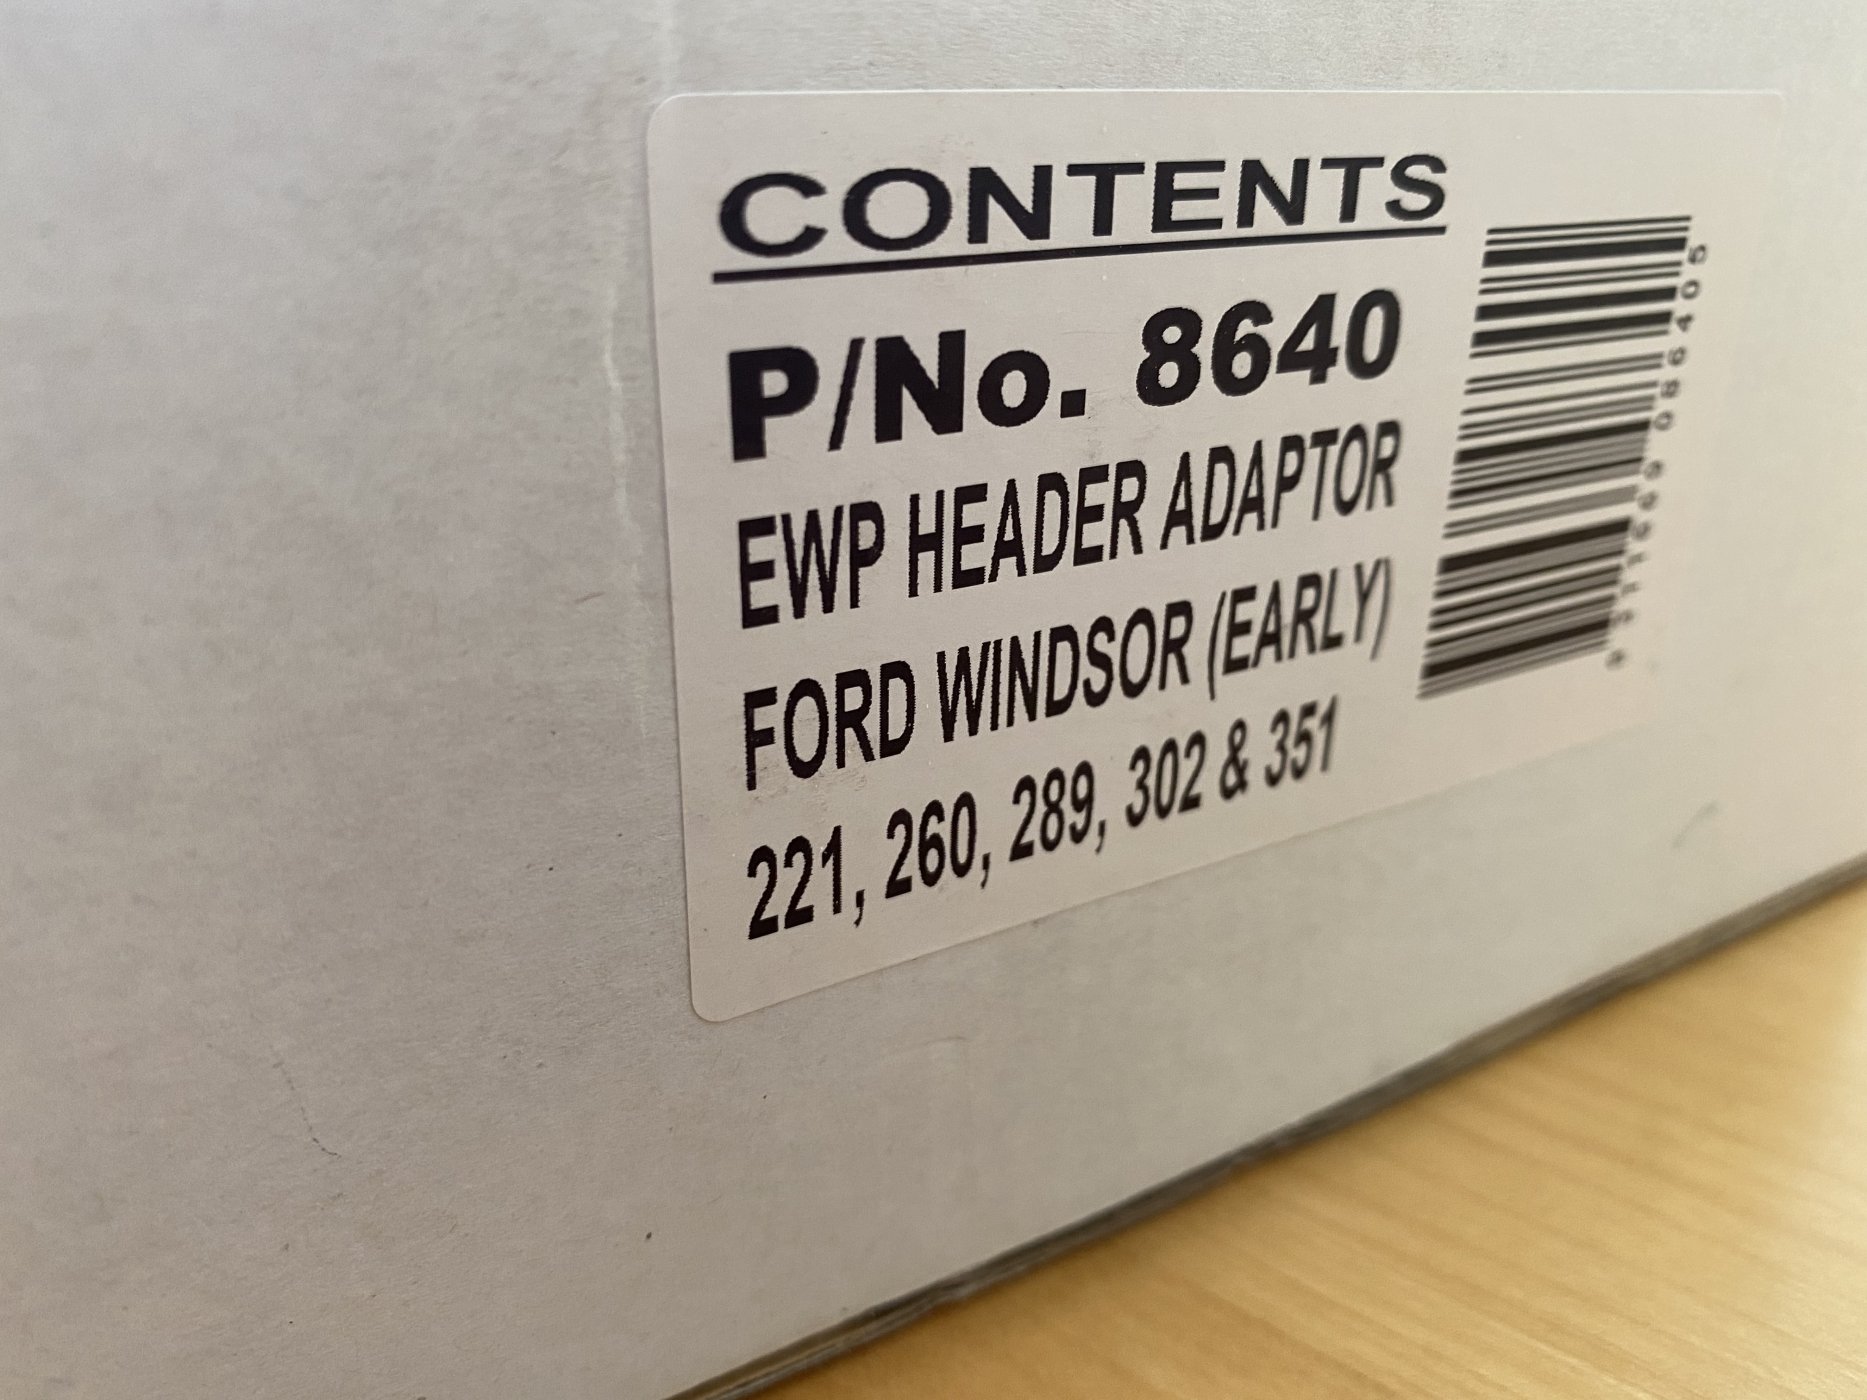 CONTENTS
P/No. 8640
EWP HEADER ADAPTOR
FORD WINDSOR (EARLY)
221, 260, 289, 302 & 351